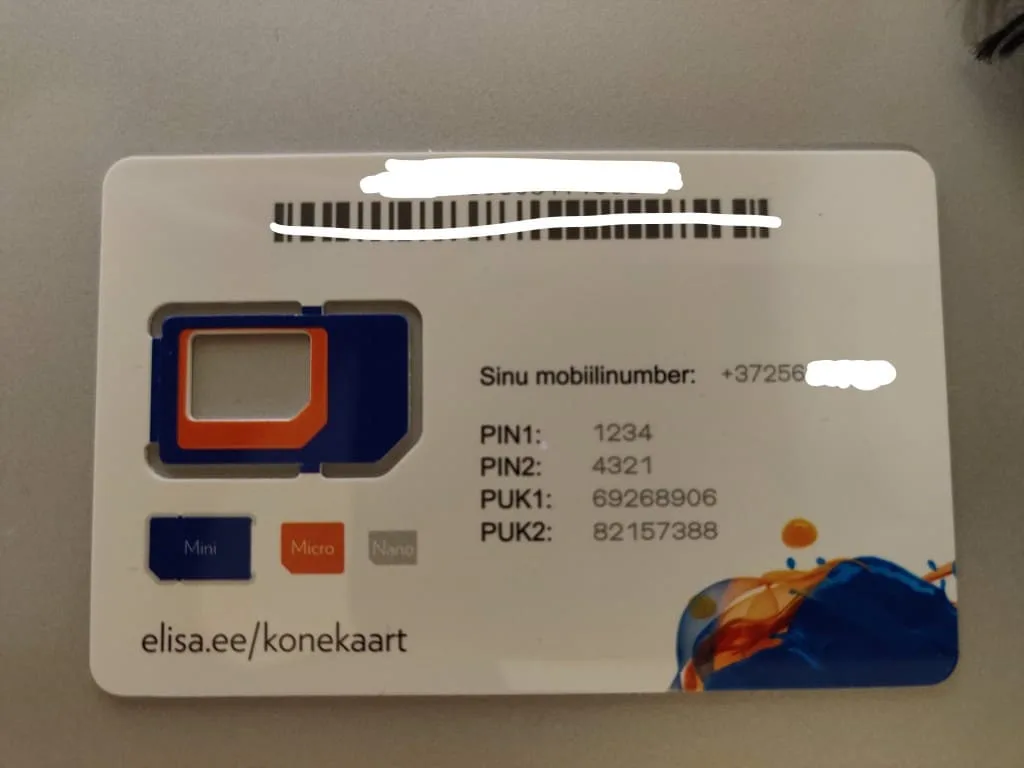 Sinu mobiilinumber: +37256
PIN1: 1234
PIN2: 4321
PUK1: 69268906
PUK2: 82157388
Mini Micro Nano
elisa.ee/konekaart